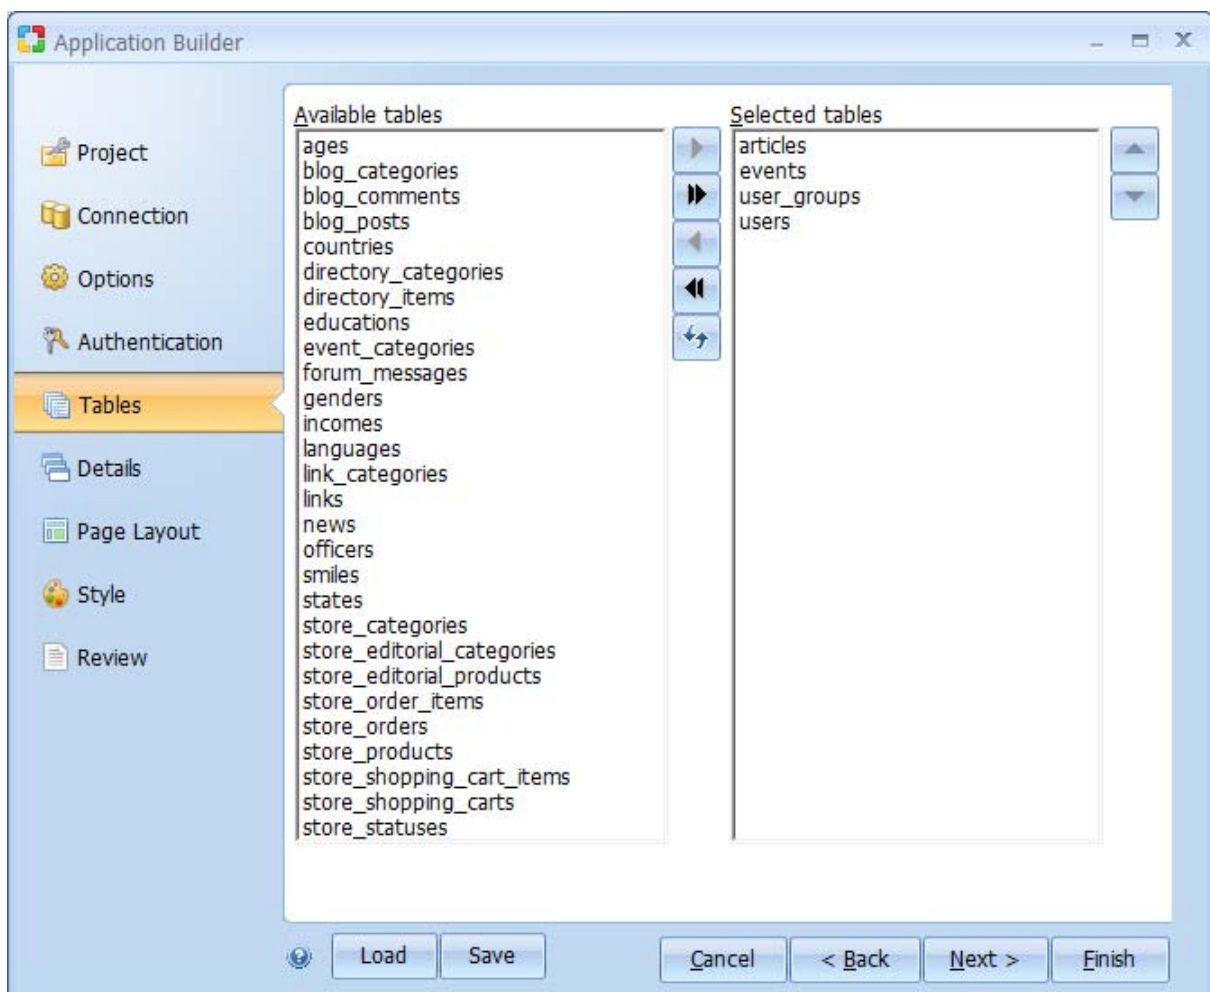 Application Builder
Project
Connection
Options
Authentication
Tables
Details
Page Layout
Style
Review
Available tables
ages
blog_categories
blog_comments
blog_posts
countries
directory_categories
directory_items
educations
event_categories
forum_messages
genders
incomes
languages
link_categories
links
news
officers
smiles
states
store_categories
store_editorial_categories
store_editorial_products
store_order_items
store_orders
store_products
store_shopping_cart_items
store_shopping_carts
store_statuses
Selected tables
articles
events
user_groups
users
Load
Save
Cancel
< Back
Next >
Finish